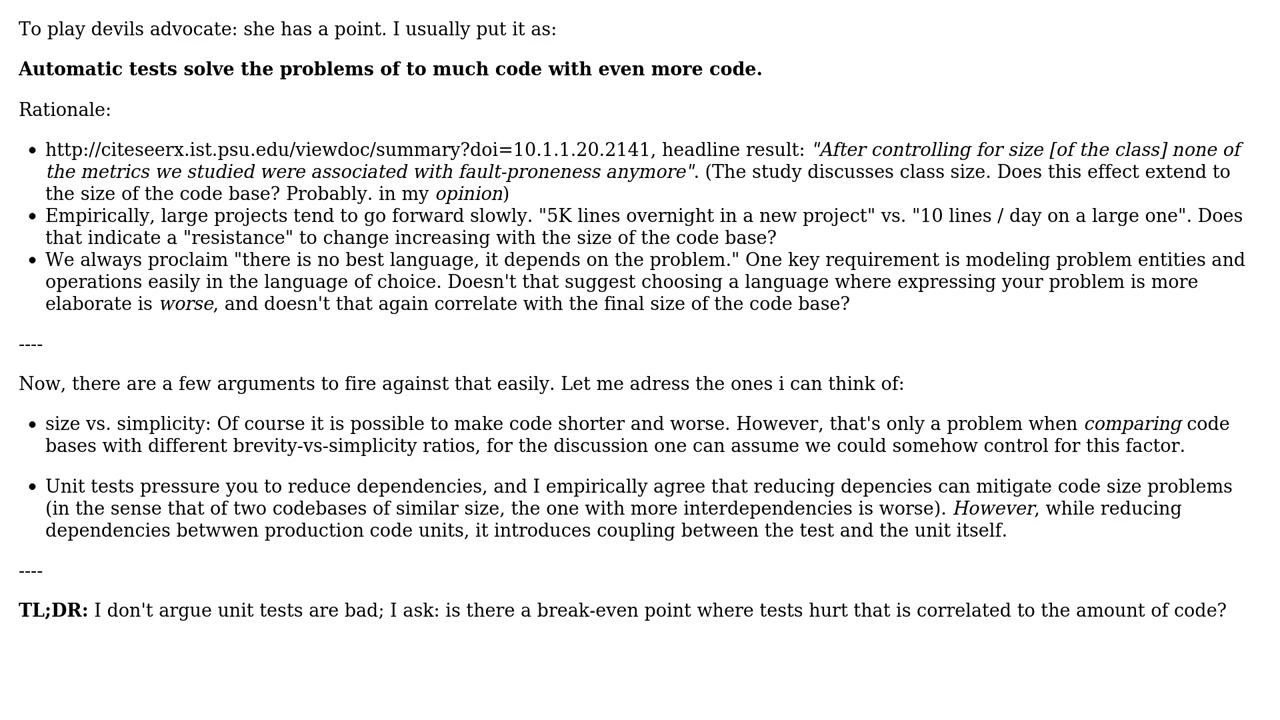 To play devils advocate: she has a point. I usually put it as:
Automatic tests solve the problems of to much code with even more code.
Rationale:
• http://citeseerx.ist.psu.edu/viewdoc/summary?doi=10.1.1.20.2141, headline result: "After controlling for size [of the class] none of
the metrics we studied were associated with fault-proneness anymore". (The study discusses class size. Does this effect extend to
the size of the code base? Probably. in my opinion)
• Empirically, large projects tend to go forward slowly. "5K lines overnight in a new project" vs. "10 lines / day on a large one". Does
that indicate a "resistance" to change increasing with the size of the code base?
• We always proclaim "there is no best language, it depends on the problem." One key requirement is modeling problem entities and
operations easily in the language of choice. Doesn't that suggest choosing a language where expressing your problem is more
elaborate is worse, and doesn't that again correlate with the final size of the code base?
----
Now, there are a few arguments to fire against that easily. Let me adress the ones i can think of:
• size vs. simplicity: Of course it is possible to make code shorter and worse. However, that's only a problem when comparing code
bases with different brevity-vs-simplicity ratios, for the discussion one can assume we could somehow control for this factor.
• Unit tests pressure you to reduce dependencies, and I empirically agree that reducing depencies can mitigate code size problems
(in the sense that of two codebases of similar size, the one with more interdependencies is worse). However, while reducing
dependencies betwwen production code units, it introduces coupling between the test and the unit itself.
----
TL;DR: I don't argue unit tests are bad; I ask: is there a break-even point where tests hurt that is correlated to the amount of code?